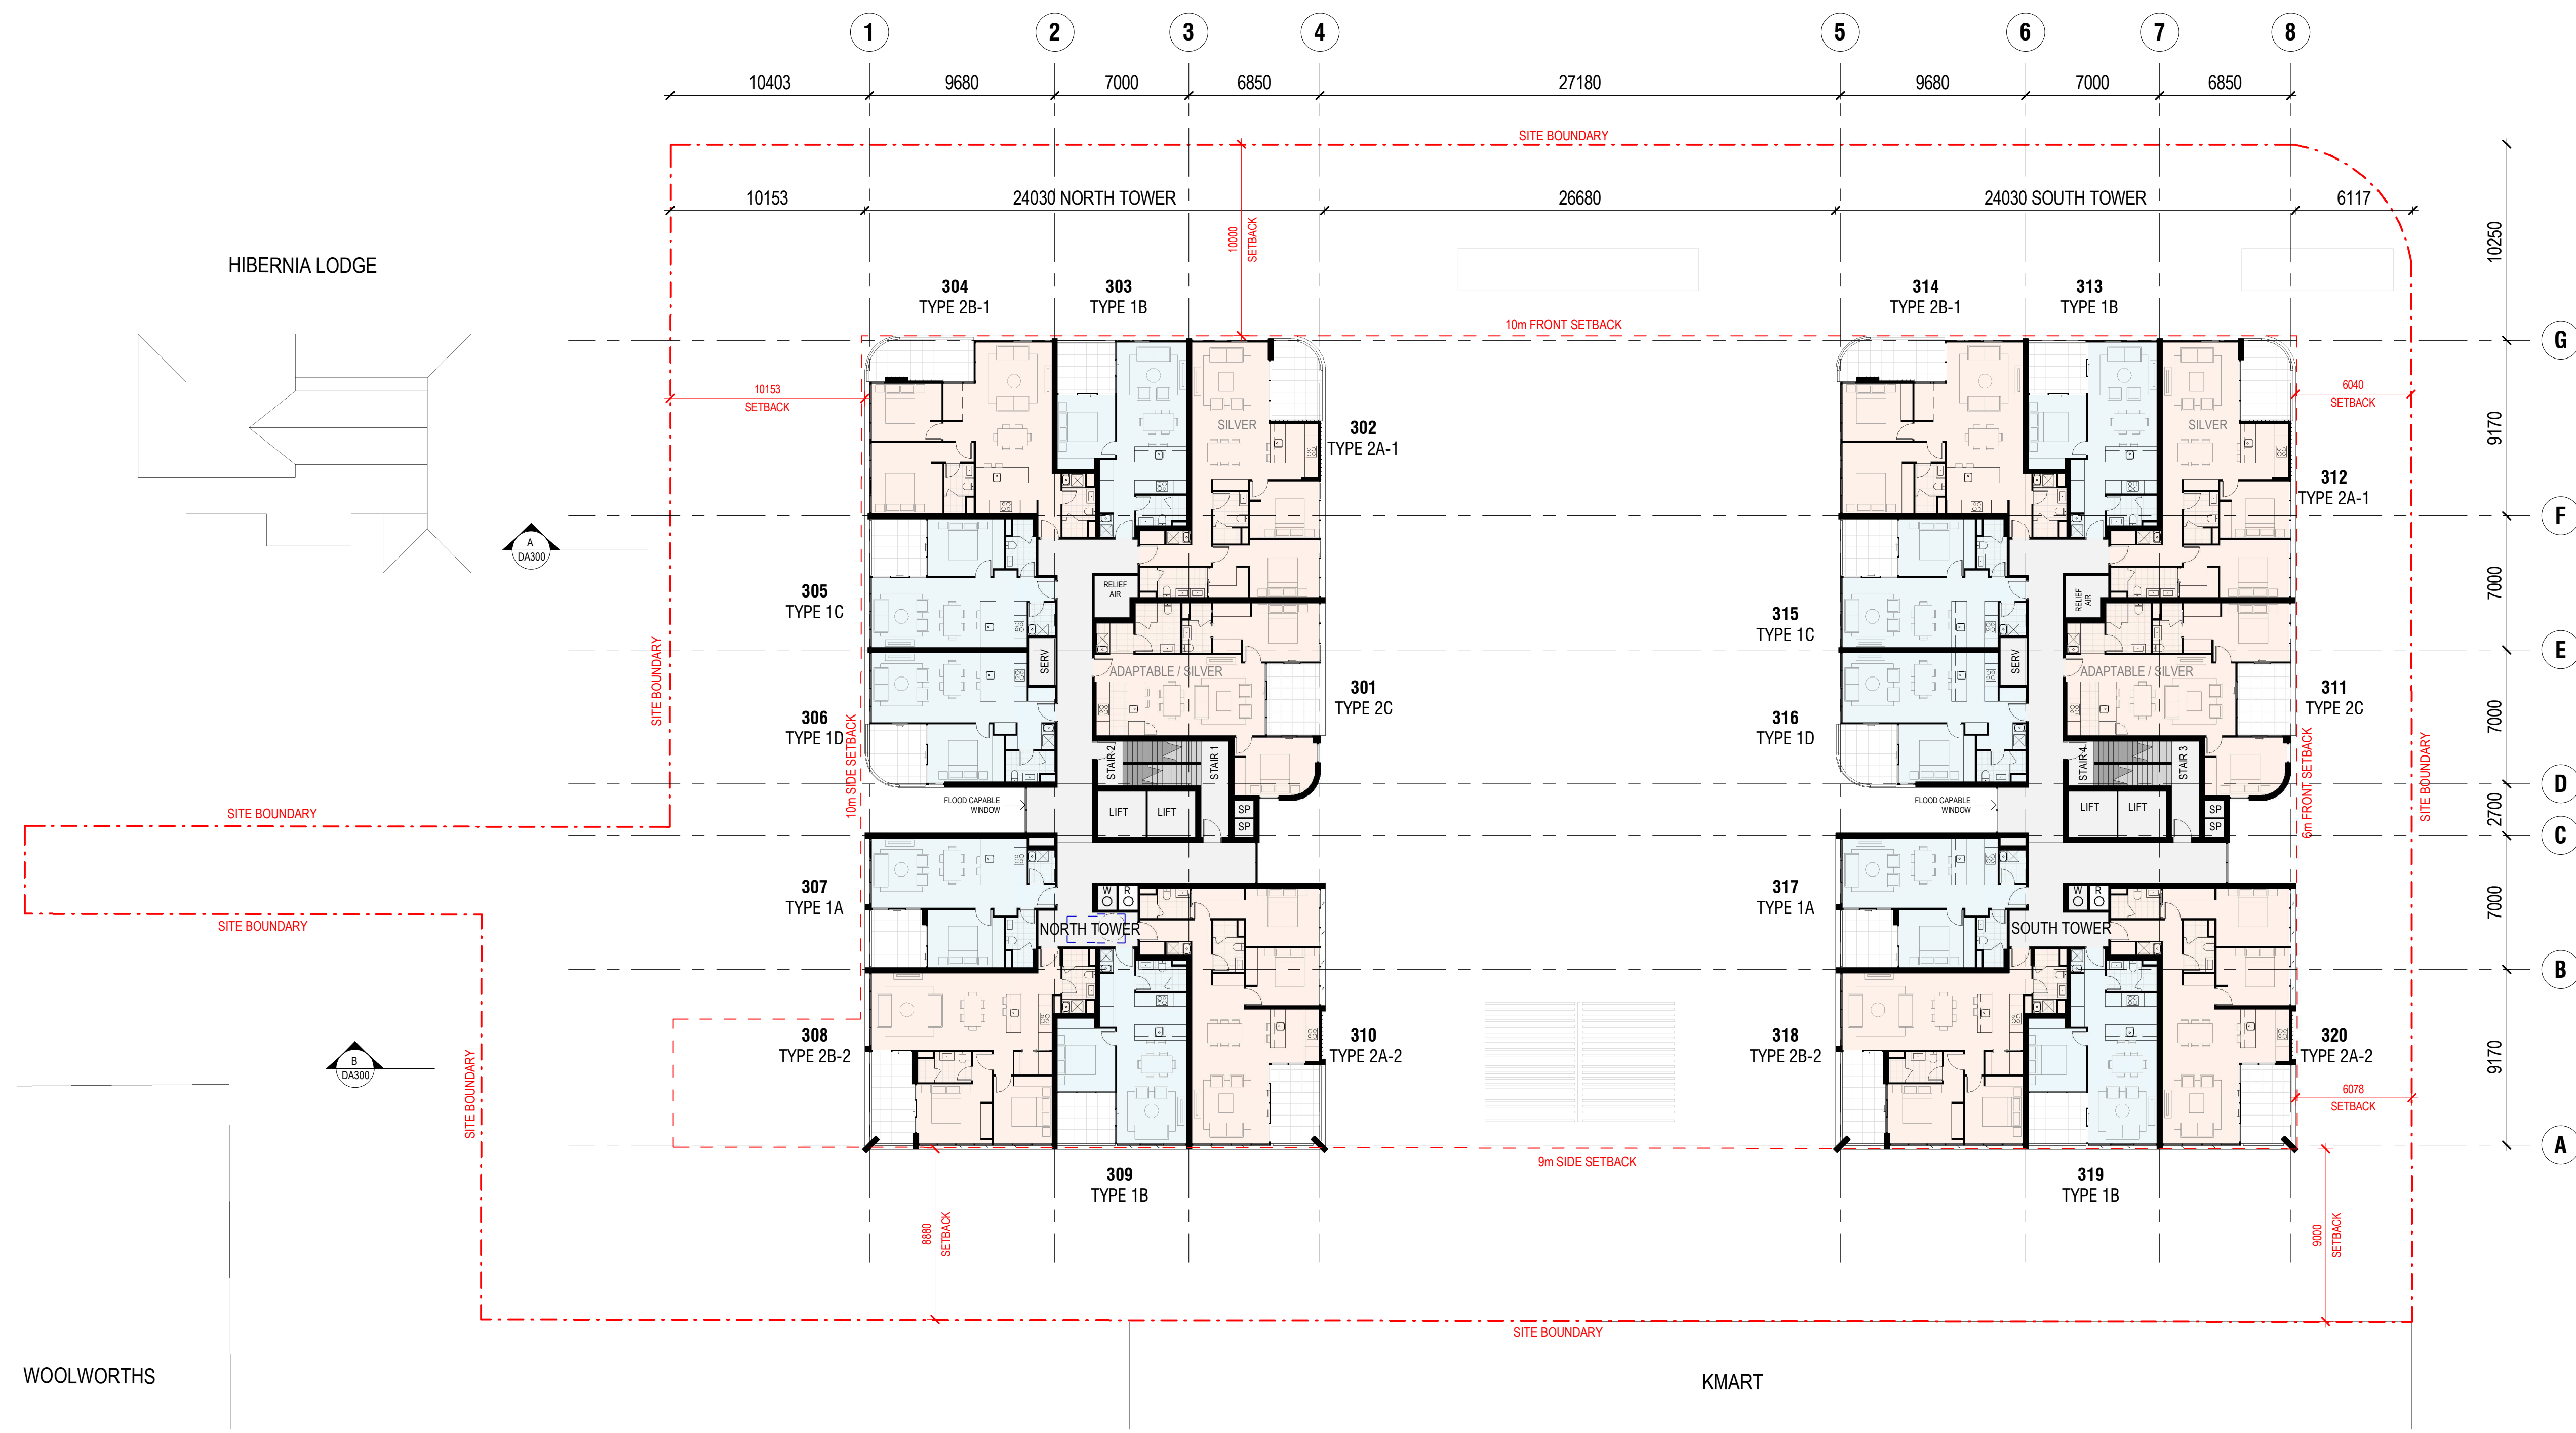 1 2 3 4 5 6 7 8
10403 9680 7000 6850 27180 9680 7000 6850
SITE BOUNDARY
10153 24030 NORTH TOWER 26680 24030 SOUTH TOWER 6117
10000
SETBACK
10250
HIBERNIA LODGE
304
TYPE 2B-1
303
TYPE 1B
314
TYPE 2B-1
313
TYPE 1B
10m FRONT SETBACK
G
10153
SETBACK
6040
SETBACK
SILVER
SILVER
302
TYPE 2A-1
312
TYPE 2A-1
9170
F
A
DA300
305
TYPE 1C
RELIEF
AIR
315
TYPE 1C
RELIEF
AIR
7000
SITE BOUNDARY
SERV
SERV
E
ADAPTABLE / SILVER
ADAPTABLE / SILVER
301
TYPE 2C
311
TYPE 2C
306
TYPE 1D
316
TYPE 1D
7000
10m SIDE SETBACK
STAIR 2
STAIR 1
STAIR 4
STAIR 3
6m FRONT SETBACK
SITE BOUNDARY
D
SITE BOUNDARY
FLOOD CAPABLE
WINDOW
LIFT LIFT
SP
SP
FLOOD CAPABLE
WINDOW
LIFT LIFT
SP
SP
2700
C
307
TYPE 1A
W R
317
TYPE 1A
W R
7000
SITE BOUNDARY
NORTH TOWER
SOUTH TOWER
B
308
TYPE 2B-2
310
TYPE 2A-2
318
TYPE 2B-2
320
TYPE 2A-2
9170
B
DA300
SITE BOUNDARY
6078
SETBACK
A
9m SIDE SETBACK
309
TYPE 1B
319
TYPE 1B
8880
SETBACK
9000
SETBACK
SITE BOUNDARY
WOOLWORTHS
KMART